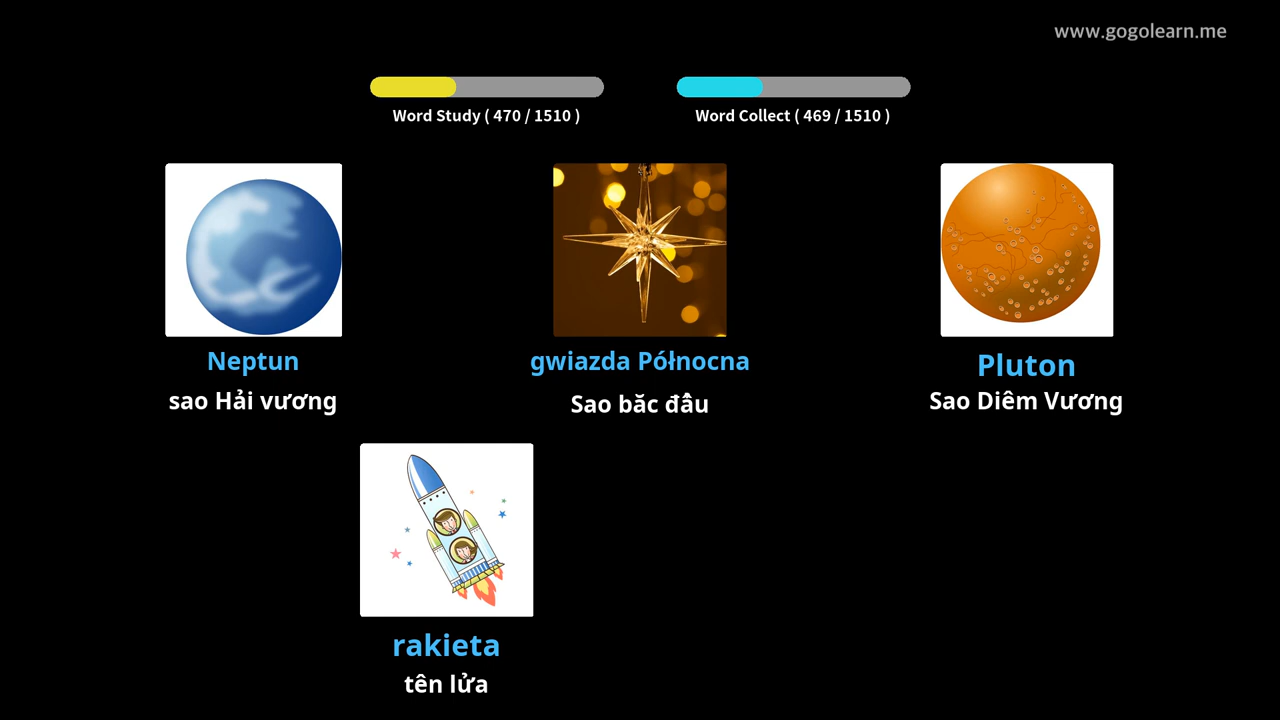 www.gogolearn.me
Word Study ( 470 / 1510 )
Word Collect ( 469 / 1510 )
Neptun
gwiazda Północna
Pluton
sao Hải vương
Sao băc đâu
Sao Diêm Vương
rakieta
tên lửa